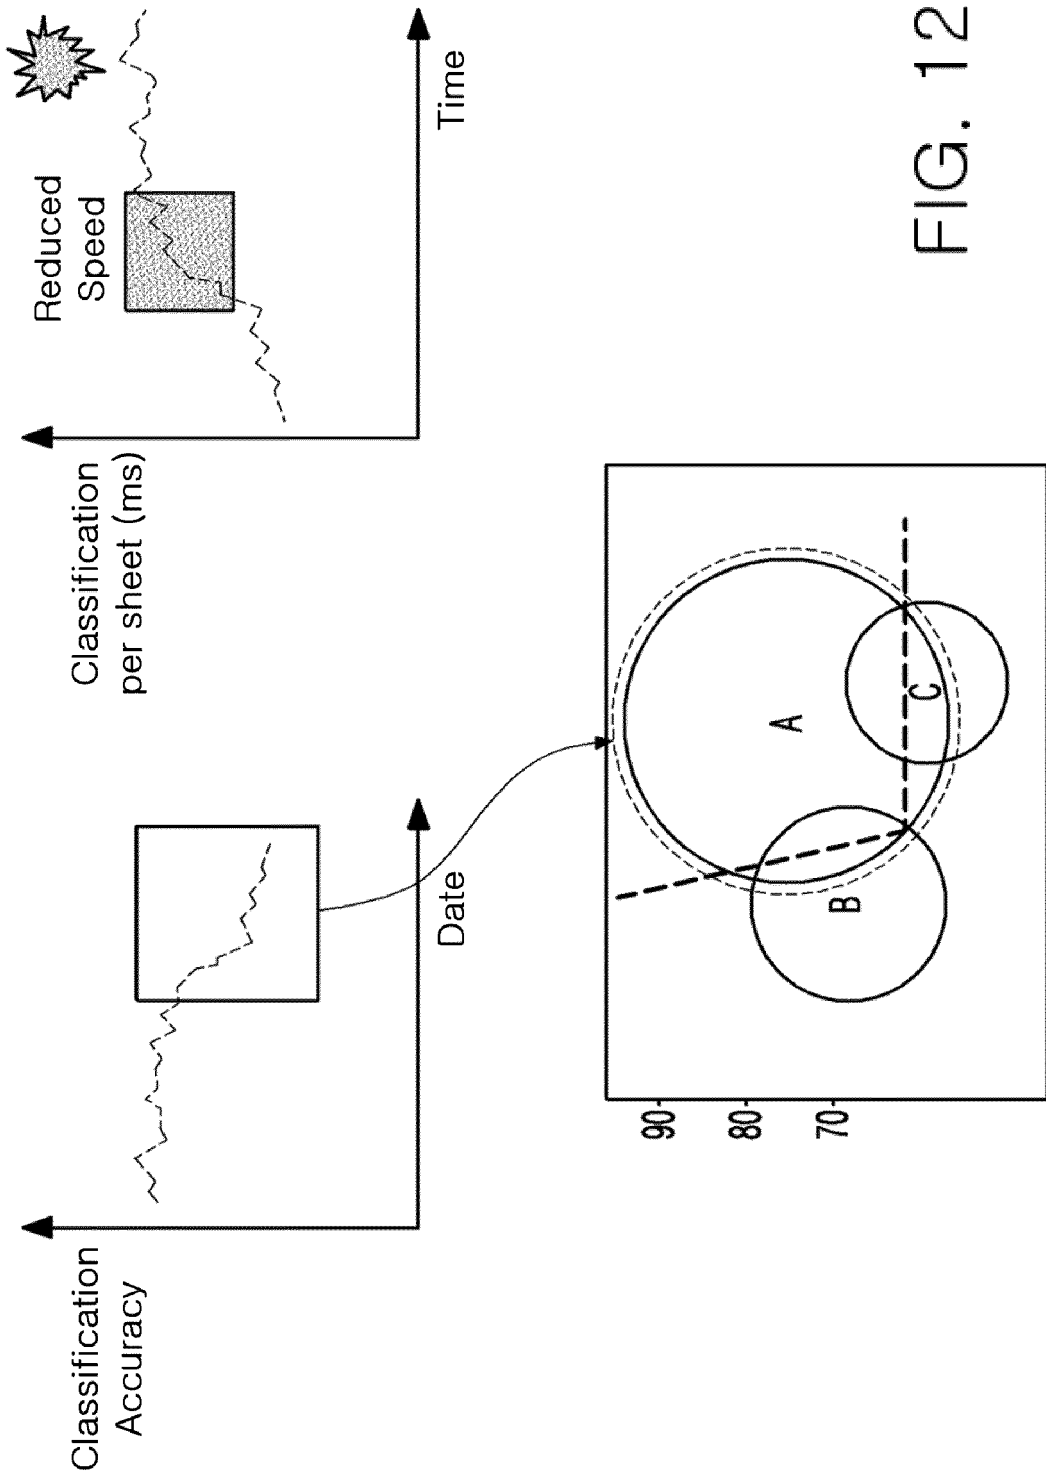 Classification
Accuracy
Date
Classification
per sheet (ms)
Reduced
Speed
Time
90
80
70
A
B
C
FIG. 12